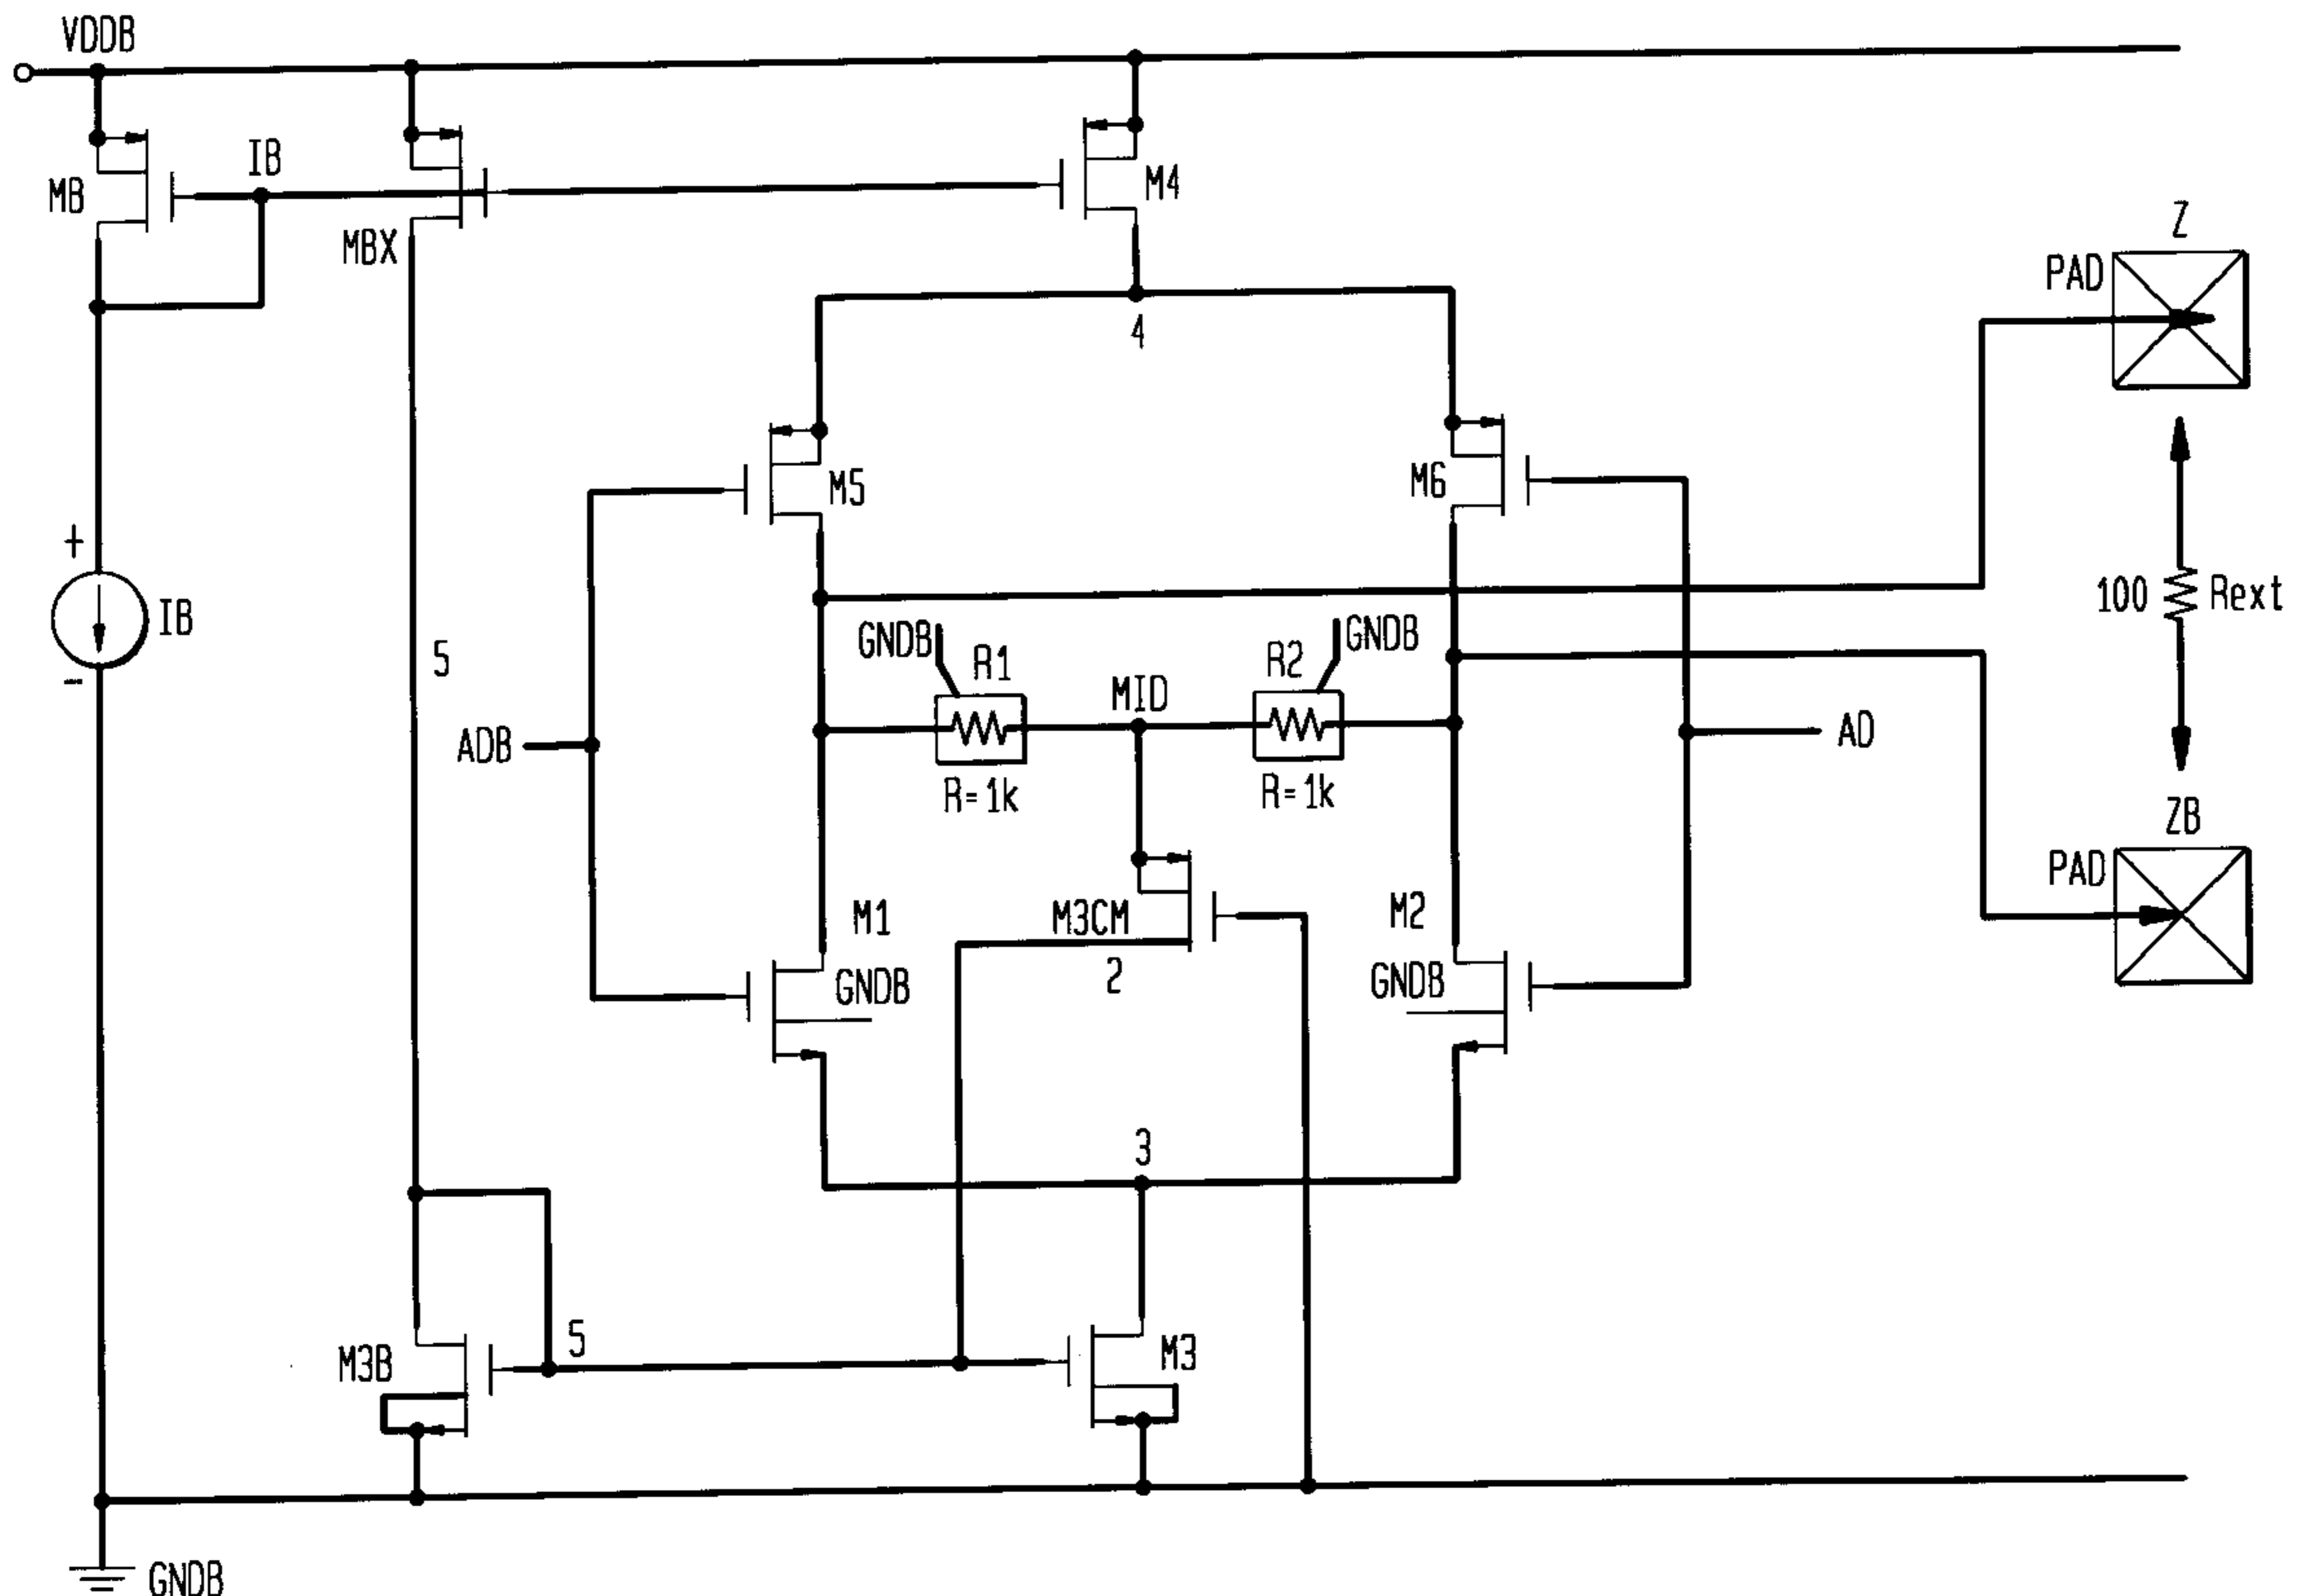 VDDB
IB
MB
MBX
M4
Z
PAD
4
M5
M6
+
IB
-
5
GNDB
R1
MID
R2
GNDB
100
Rext
ADB
AD
R=1k
R=1k
ZB
PAD
M1
M3CM
M2
GNDB
2
GNDB
3
5
M3B
M3
GNDB